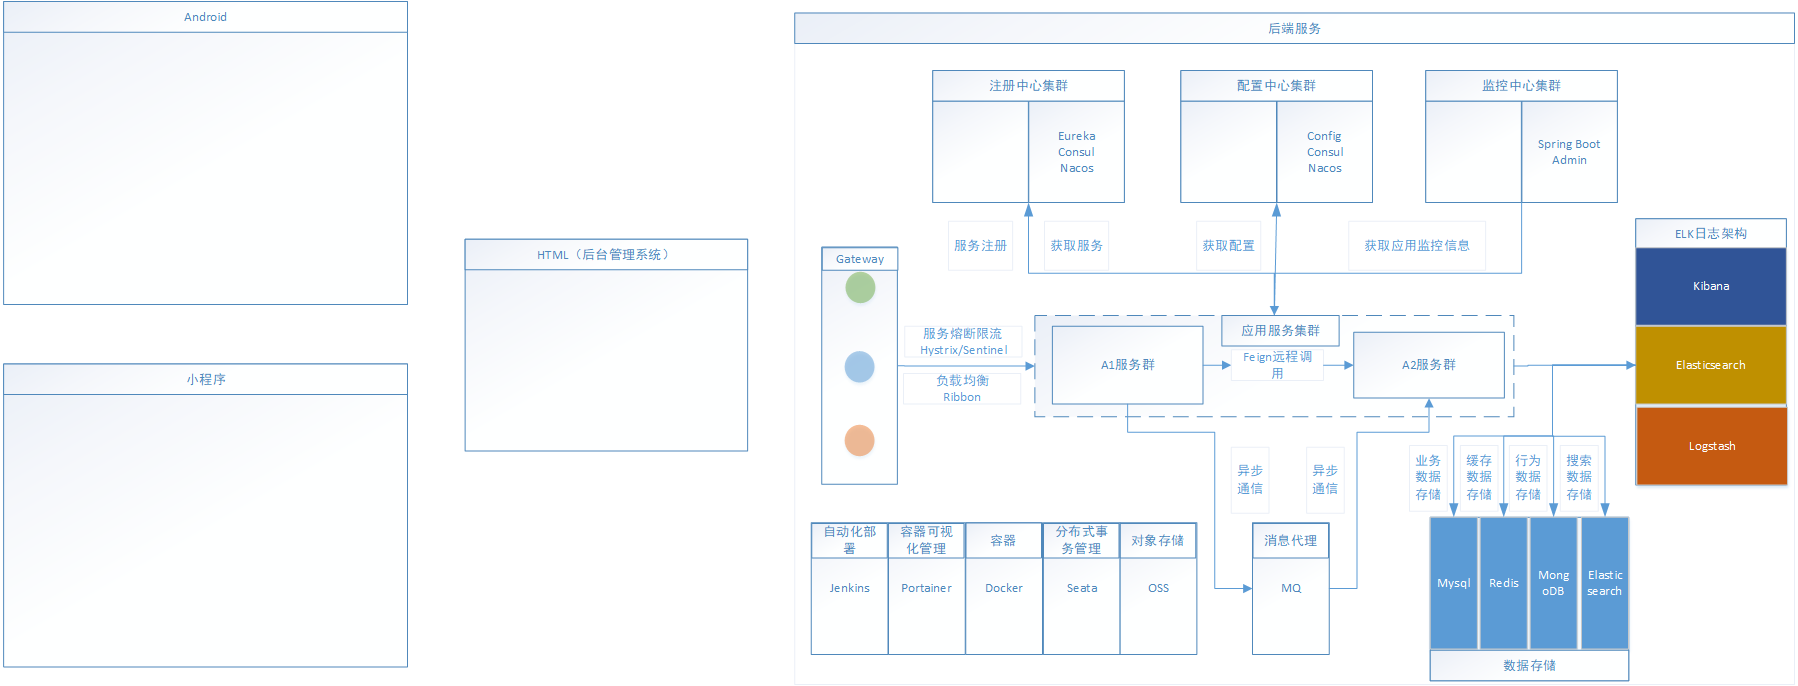 Android
小程序
HTML（后台管理系统）
后端服务
注册中心集群
Eureka
Consul
Nacos
配置中心集群
Config
Consul
Nacos
监控中心集群
Spring Boot
Admin
服务注册
获取服务
获取配置
获取应用监控信息
Gateway
服务熔断限流
Hystrix/Sentinel
负载均衡
Ribbon
应用服务集群
A1服务群
Feign远程调
用
A2服务群
ELK日志架构
Kibana
Elasticsearch
Logstash
异步
通信
异步
通信
业务
数据
存储
缓存
数据
存储
行为
数据
存储
搜索
数据
存储
自动化部
署
Jenkins
容器可视
化管理
Portainer
容器
Docker
分布式事
务管理
Seata
对象存储
OSS
消息代理
MQ
Mysql
Redis
Mong
oDB
Elastic
search
数据存储